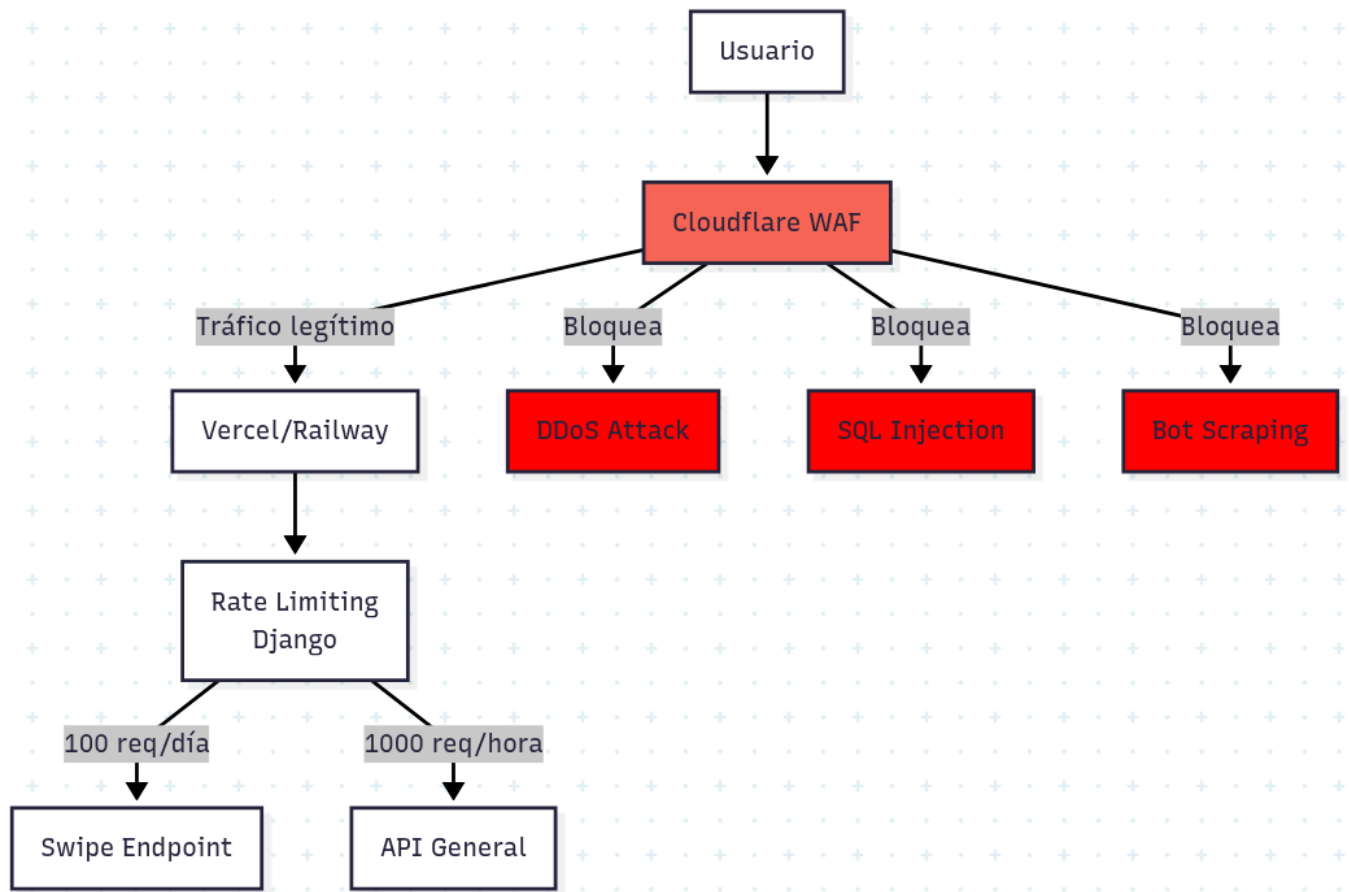 Usuario
Cloudflare WAF
Tráfico legítimo
Bloquea
Bloquea
Bloquea
Vercel/Railway
DDoS Attack
SQL Injection
Bot Scraping
Rate Limiting
Django
100 req/día
1000 req/hora
Swipe Endpoint
API General